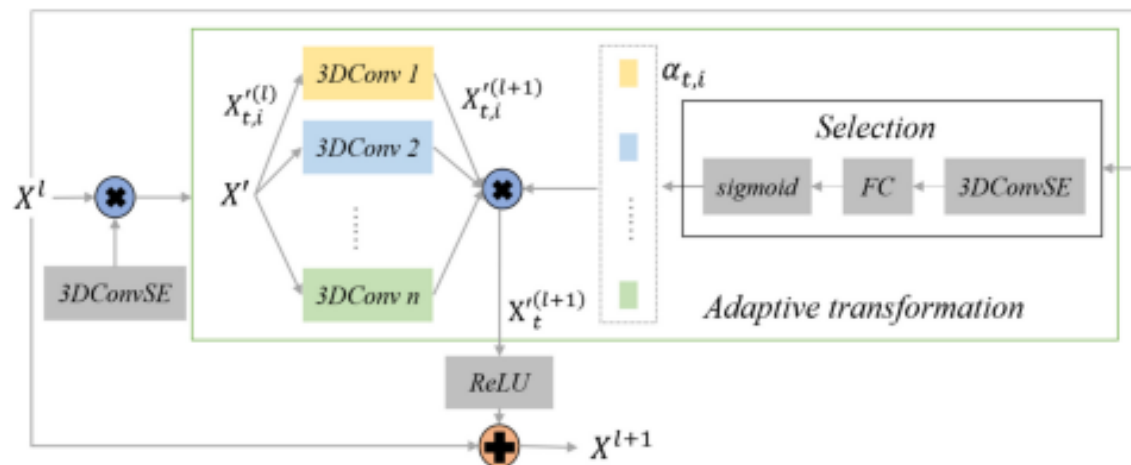 3DConv 1
α_{t,i}
X'^{(l)}_{t,i}
X'^{(l+1)}_{t,i}
Selection
3DConv 2
X^l
X'
sigmoid
FC
3DConvSE
3DConvSE
3DConv n
X'^{(l+1)}_t
Adaptive transformation
ReLU
X^{l+1}